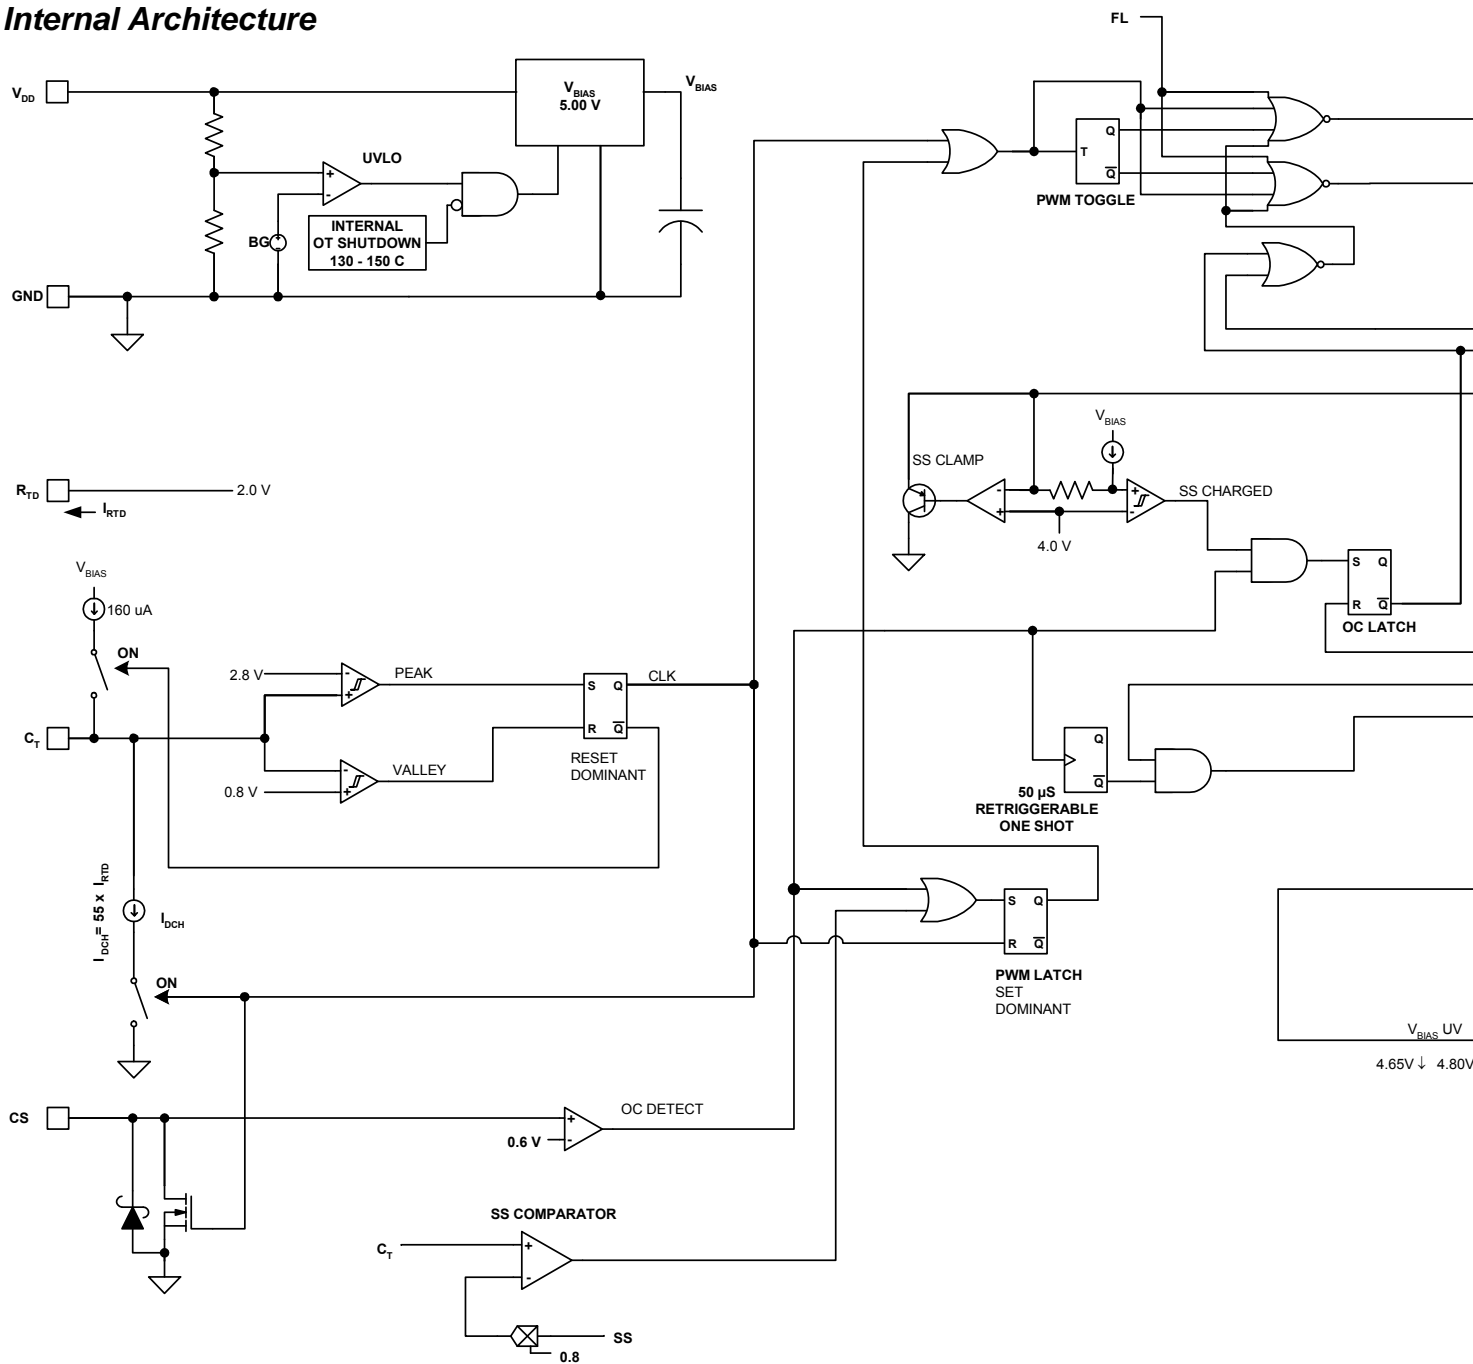 Internal Architecture
FL
VDD
VBIAS
5.00 V
VBIAS
UVLO
+
-
BG
+
-
INTERNAL
OT SHUTDOWN
130 - 150 C
GND
T
Q
Q
PWM TOGGLE
RTD
2.0 V
IRTD
SS CLAMP
VBIAS
-
+
+
-
SS CHARGED
4.0 V
S Q
R Q
OC LATCH
VBIAS
160 uA
ON
2.8 V
-
+
PEAK
S Q
R Q
CLK
RESET
DOMINANT
CT
-
+
VALLEY
0.8 V
Q
Q
50 µS
RETRIGGERABLE
ONE SHOT
IDCH= 55 x IRTD
IDCH
ON
S Q
R Q
PWM LATCH
SET
DOMINANT
VBIAS UV
4.65V ↓ 4.80V
CS
+
-
0.6 V
OC DETECT
SS COMPARATOR
CT
+
-
SS
0.8